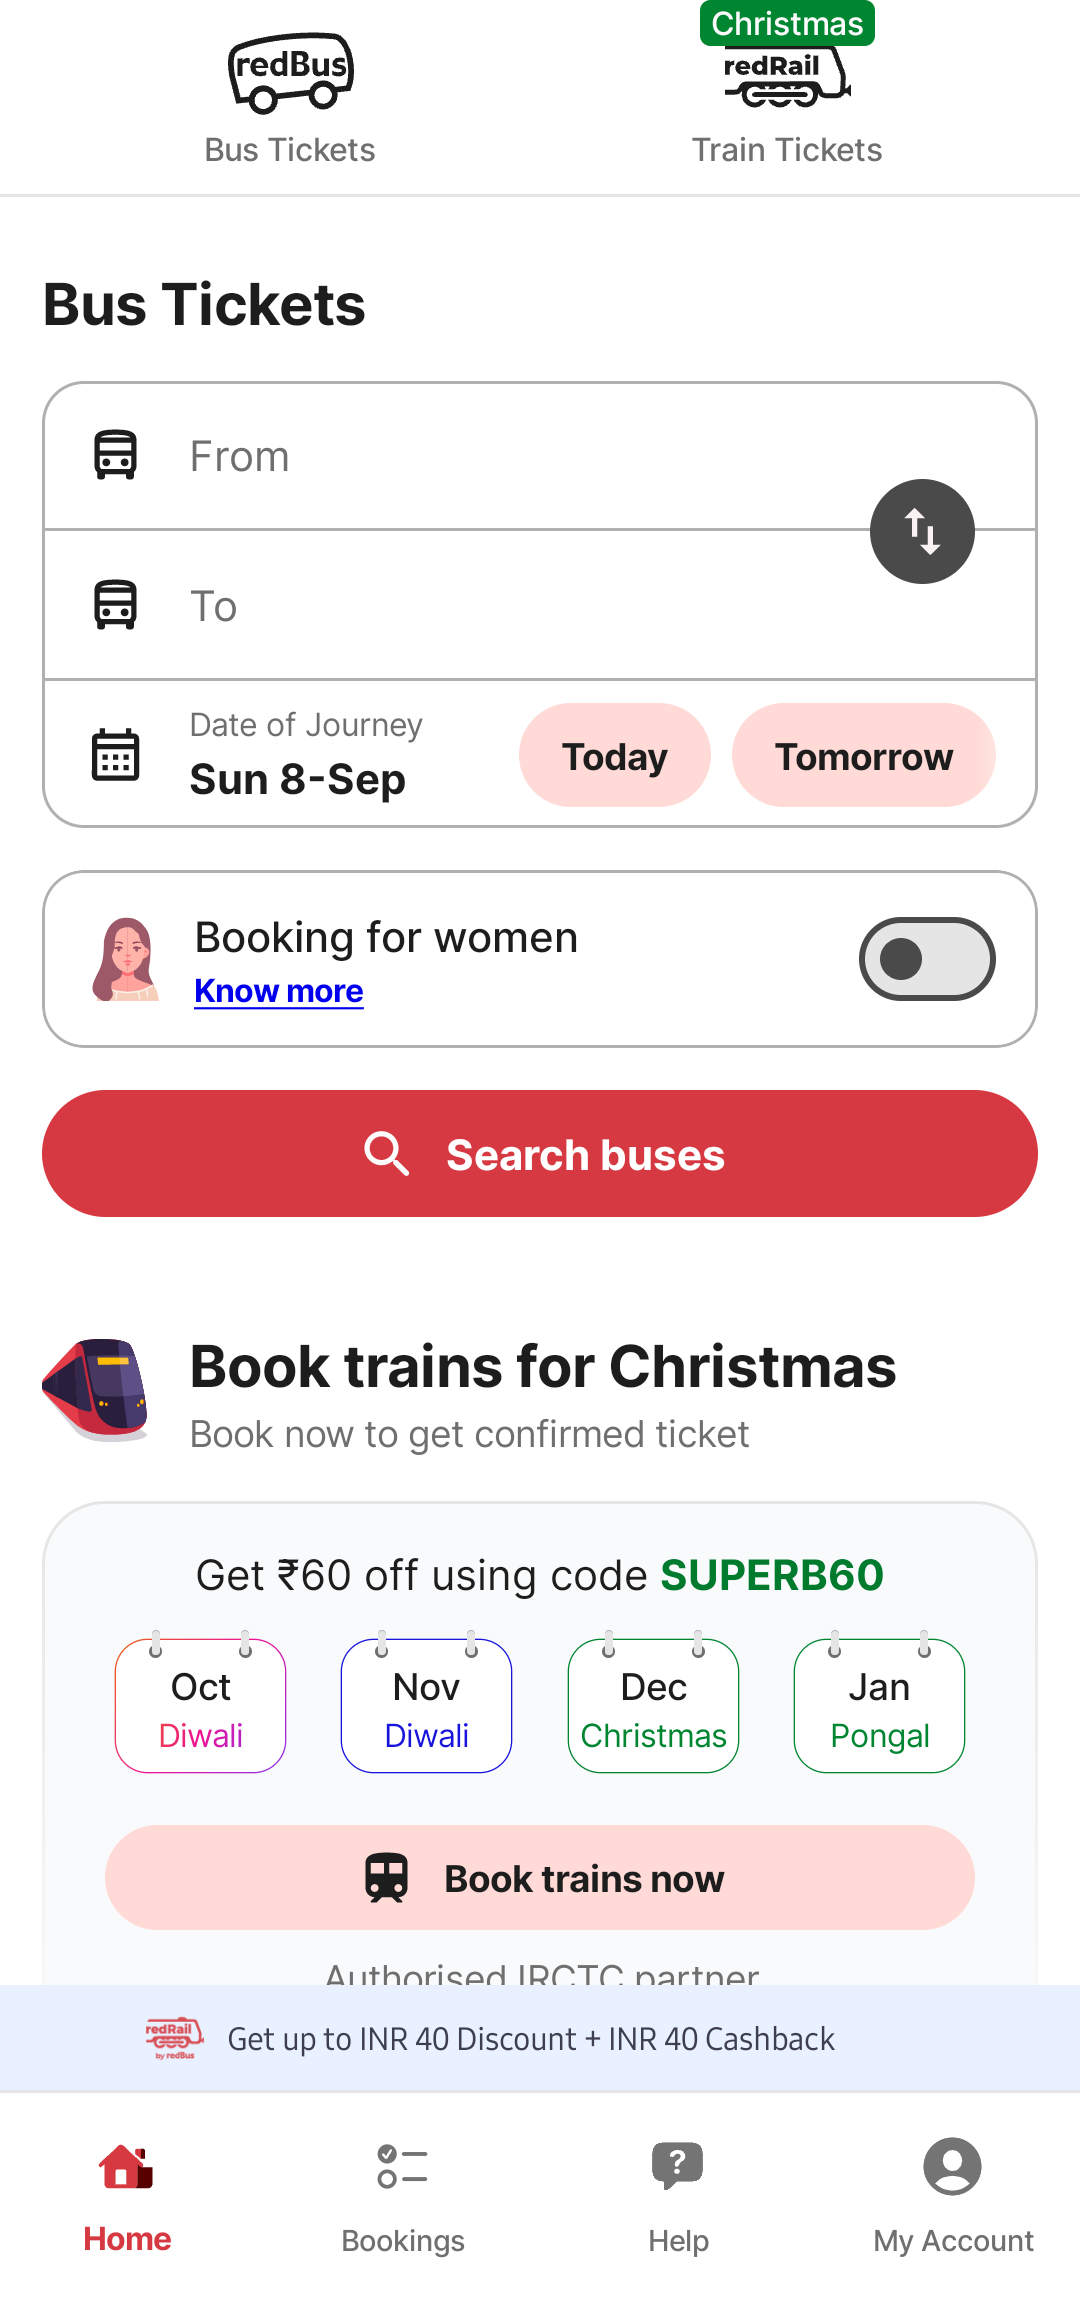 Christmas
redBus
redRail
Bus Tickets
Train Tickets
Bus Tickets
From
To
Date of Journey
Sun 8-Sep
Today
Tomorrow
Booking for women
Know more
Search buses
Book trains for Christmas
Book now to get confirmed ticket
Get ₹60 off using code SUPERB60
Oct
Diwali
Nov
Diwali
Dec
Christmas
Jan
Pongal
Book trains now
Authorised IRCTC partner
redRail
by redBus
Get up to INR 40 Discount + INR 40 Cashback
Home
Bookings
Help
My Account